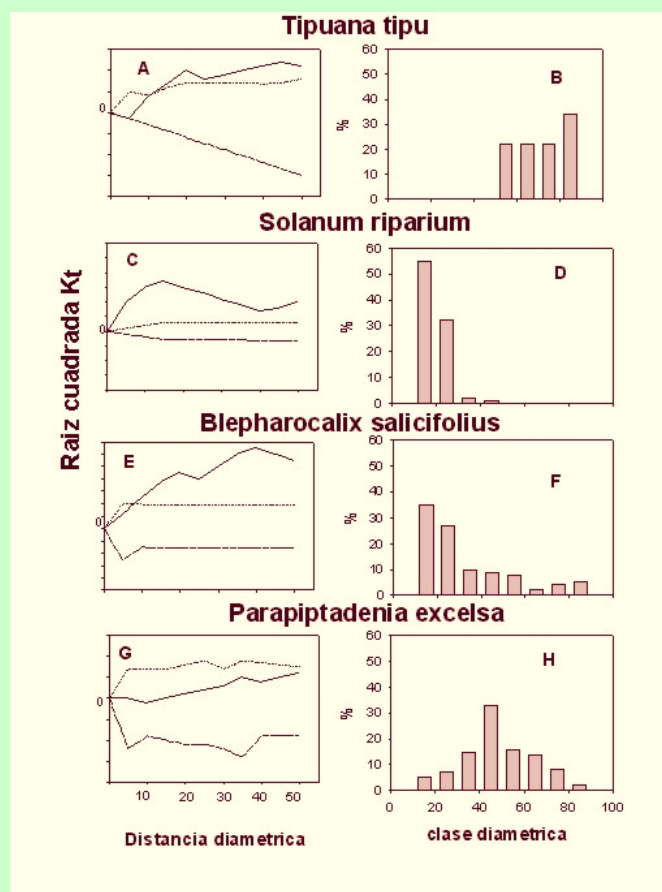 Tipuana tipu
A
0
60
50
40
30
20
10
0
%
B
Solanum riparium
C
0
60
50
40
30
20
10
0
%
D
Blepharocalix salicifolius
E
0
60
50
40
30
20
10
0
%
F
Parapiptadenia excelsa
G
0
10 20 30 40 50
60
50
40
30
20
10
0
%
H
0 20 40 60 80 100
Raiz cuadrada Kt
Distancia diametrica
clase diametrica